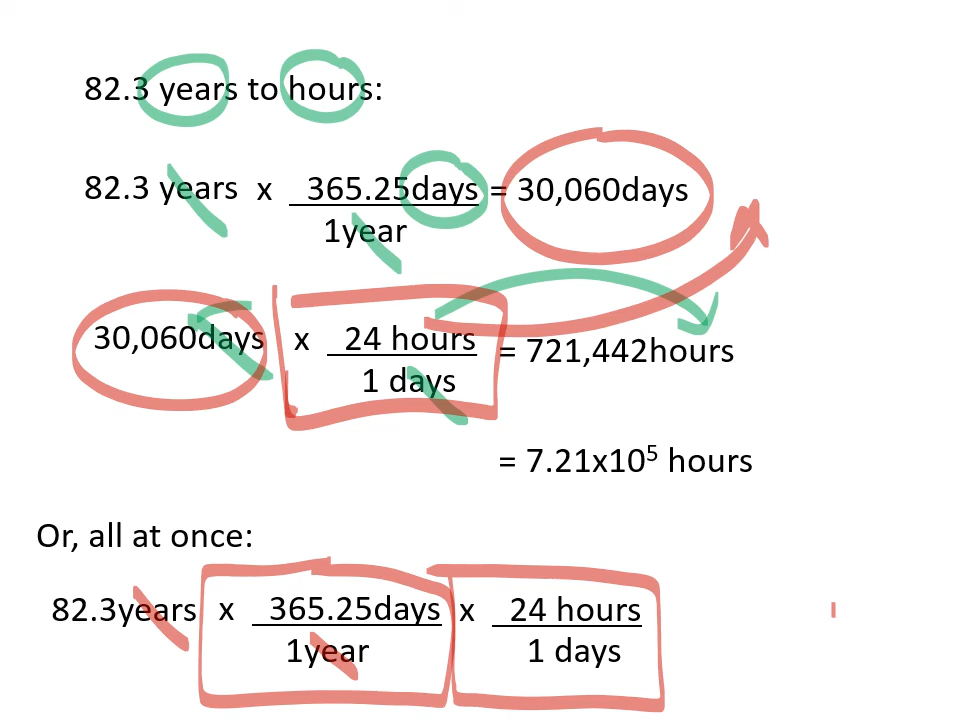 82.3 years to hours:
82.3 years x 365.25days = 30,060days
1year
30,060days x 24 hours = 721,442hours
1 days
= 7.21x10⁵ hours
Or, all at once:
82.3years x 365.25days x 24 hours
1year 1 days